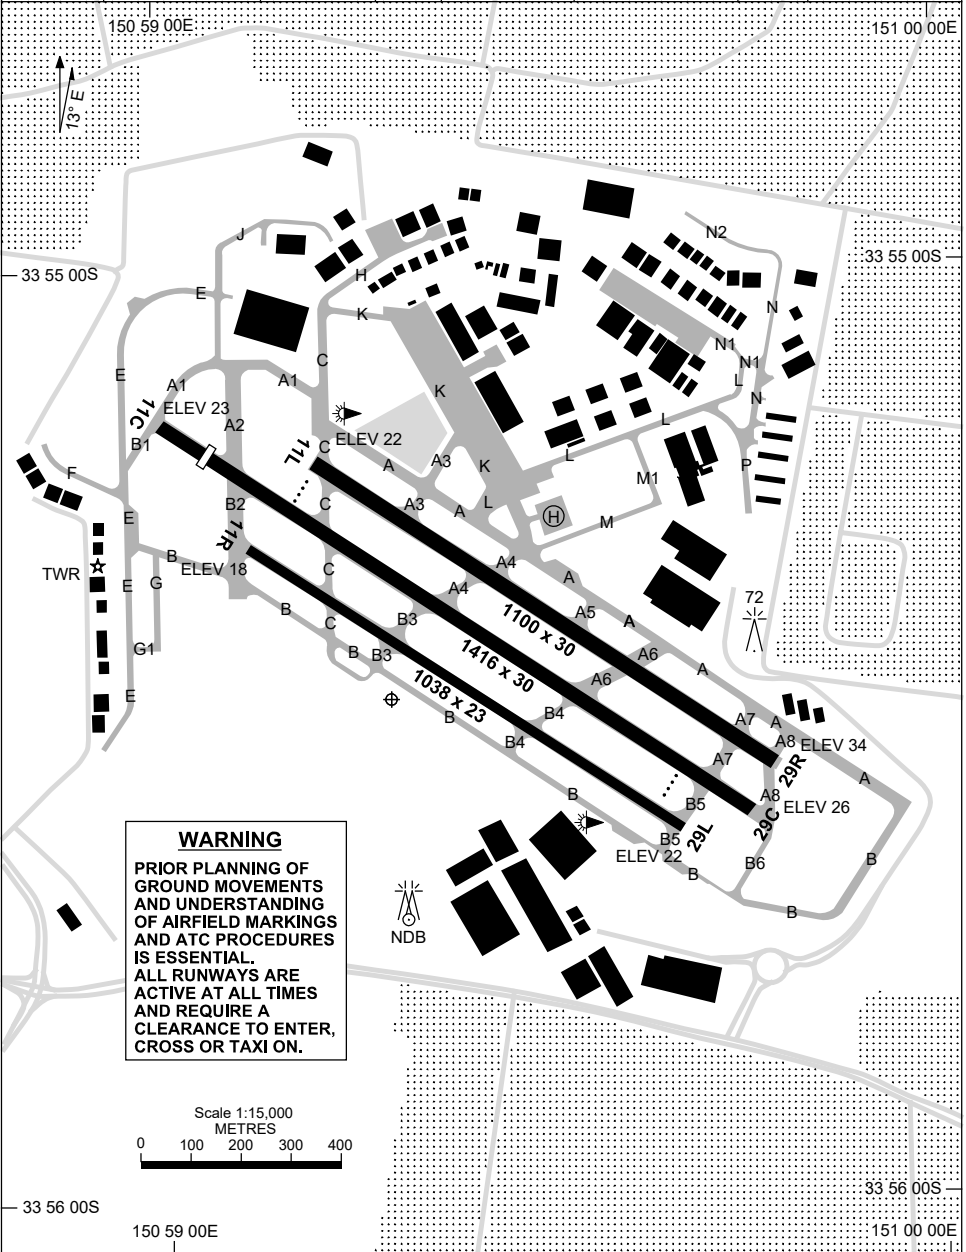 150 59 00E
151 00 00E
13° E
N2
J
33 55 00S
33 55 00S
H
E
N
K
C
N1
N1
E
A1
A1
L
K
N
11C
ELEV 23
A2
ELEV 22
L
B1
11L
C
A
A3
K
L
P
F
M1
B2
C
A3
A
L
E
11R
H
M
B
ELEV 18
C
A4
TWR
E
G
A4
A
72
B
C
B3
1100 x 30
A5
A
G1
B
B3
1416 x 30
A6
A
E
1038 x 23
A6
B
B4
B4
A7
A
A8
ELEV 34
A7
29R
A
B
B5
A8
ELEV 26
29C
B5
29L
ELEV 22
B6
B
B
B
WARNING
PRIOR PLANNING OF
GROUND MOVEMENTS
AND UNDERSTANDING
OF AIRFIELD MARKINGS
AND ATC PROCEDURES
IS ESSENTIAL.
ALL RUNWAYS ARE
ACTIVE AT ALL TIMES
AND REQUIRE A
CLEARANCE TO ENTER,
CROSS OR TAXI ON.
NDB
Scale 1:15,000
METRES
0 100 200 300 400
33 56 00S
33 56 00S
150 59 00E
151 00 00E